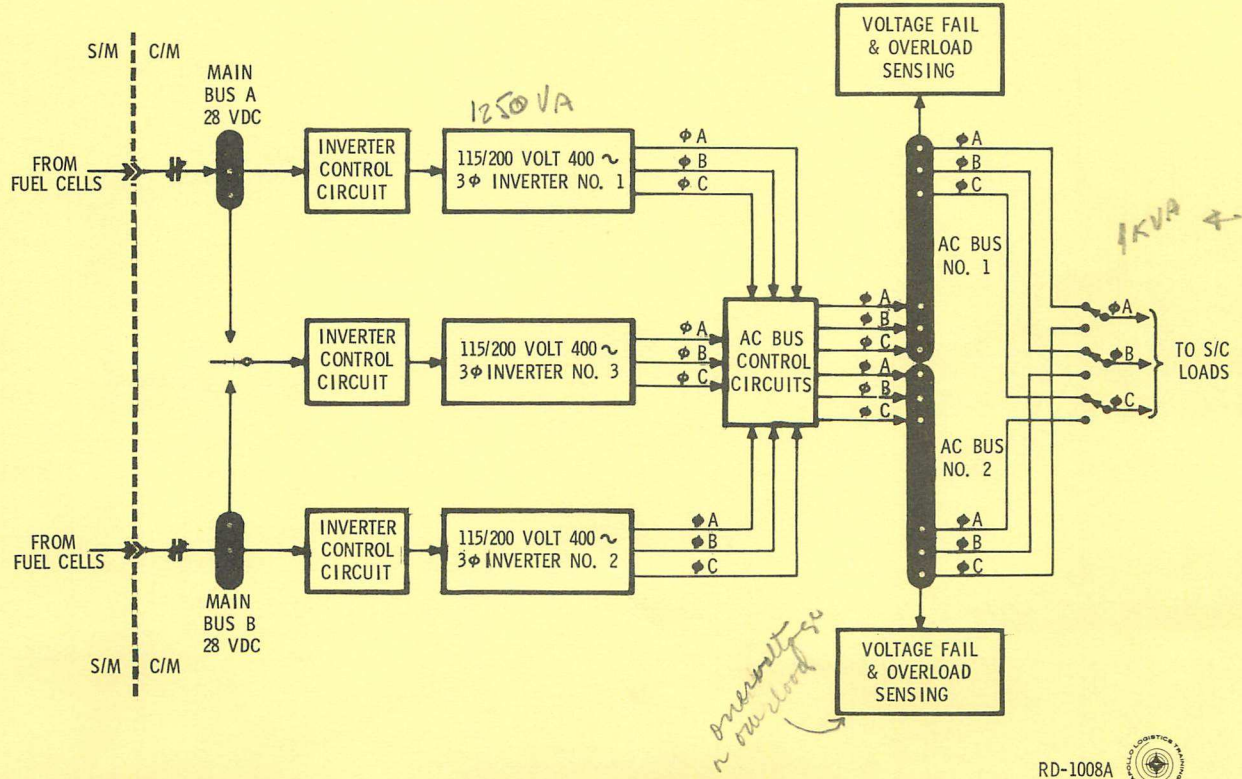 VOLTAGE FAIL
& OVERLOAD
SENSING
S/M C/M
MAIN
BUS A
28 VDC
1250 VA
FROM
FUEL CELLS
INVERTER
CONTROL
CIRCUIT
115/200 VOLT 400 ~
3ϕ INVERTER NO. 1
ϕ A
ϕ B
ϕ C
ϕ A
ϕ B
ϕ C
AC BUS
NO. 1
1KVA
INVERTER
CONTROL
CIRCUIT
115/200 VOLT 400 ~
3ϕ INVERTER NO. 3
ϕ A
ϕ B
ϕ C
AC BUS
CONTROL
CIRCUITS
ϕ A
ϕ B
ϕ C
ϕ A
ϕ B
ϕ C
ϕA
ϕB
ϕC
TO S/C
LOADS
AC BUS
NO. 2
FROM
FUEL CELLS
INVERTER
CONTROL
CIRCUIT
115/200 VOLT 400 ~
3ϕ INVERTER NO. 2
ϕ A
ϕ B
ϕ C
ϕ A
ϕ B
ϕ C
MAIN
BUS B
28 VDC
S/M C/M
overvoltage
or overload
VOLTAGE FAIL
& OVERLOAD
SENSING
RD-1008A
APOLLO LOGISTICS TRAINING